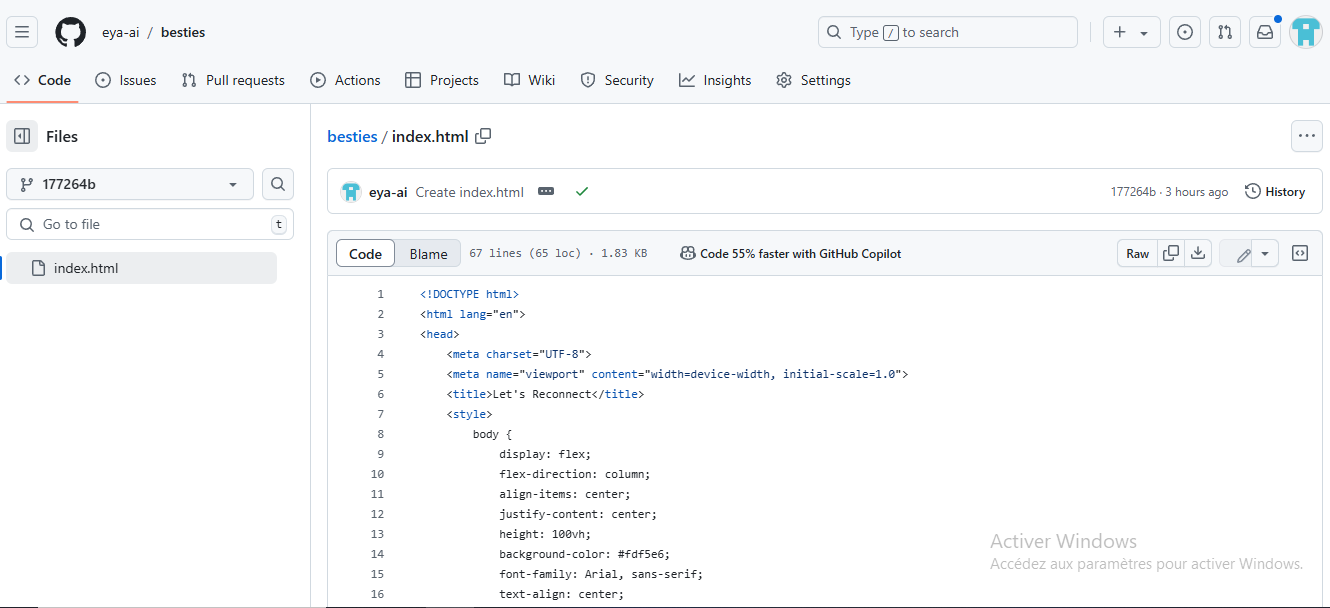 eya-ai / besties
Type / to search
Code
Issues
Pull requests
Actions
Projects
Wiki
Security
Insights
Settings
Files
177264b
Go to file
t
index.html
besties / index.html
eya-ai Create index.html
177264b · 3 hours ago
History
Code
Blame
67 lines (65 loc) · 1.83 KB
Code 55% faster with GitHub Copilot
Raw
1 <!DOCTYPE html>
2 <html lang="en">
3 <head>
4     <meta charset="UTF-8">
5     <meta name="viewport" content="width=device-width, initial-scale=1.0">
6     <title>Let's Reconnect</title>
7     <style>
8         body {
9             display: flex;
10             flex-direction: column;
11             align-items: center;
12             justify-content: center;
13             height: 100vh;
14             background-color: #fdf5e6;
15             font-family: Arial, sans-serif;
16             text-align: center;
Activer Windows
Accédez aux paramètres pour activer Windows.